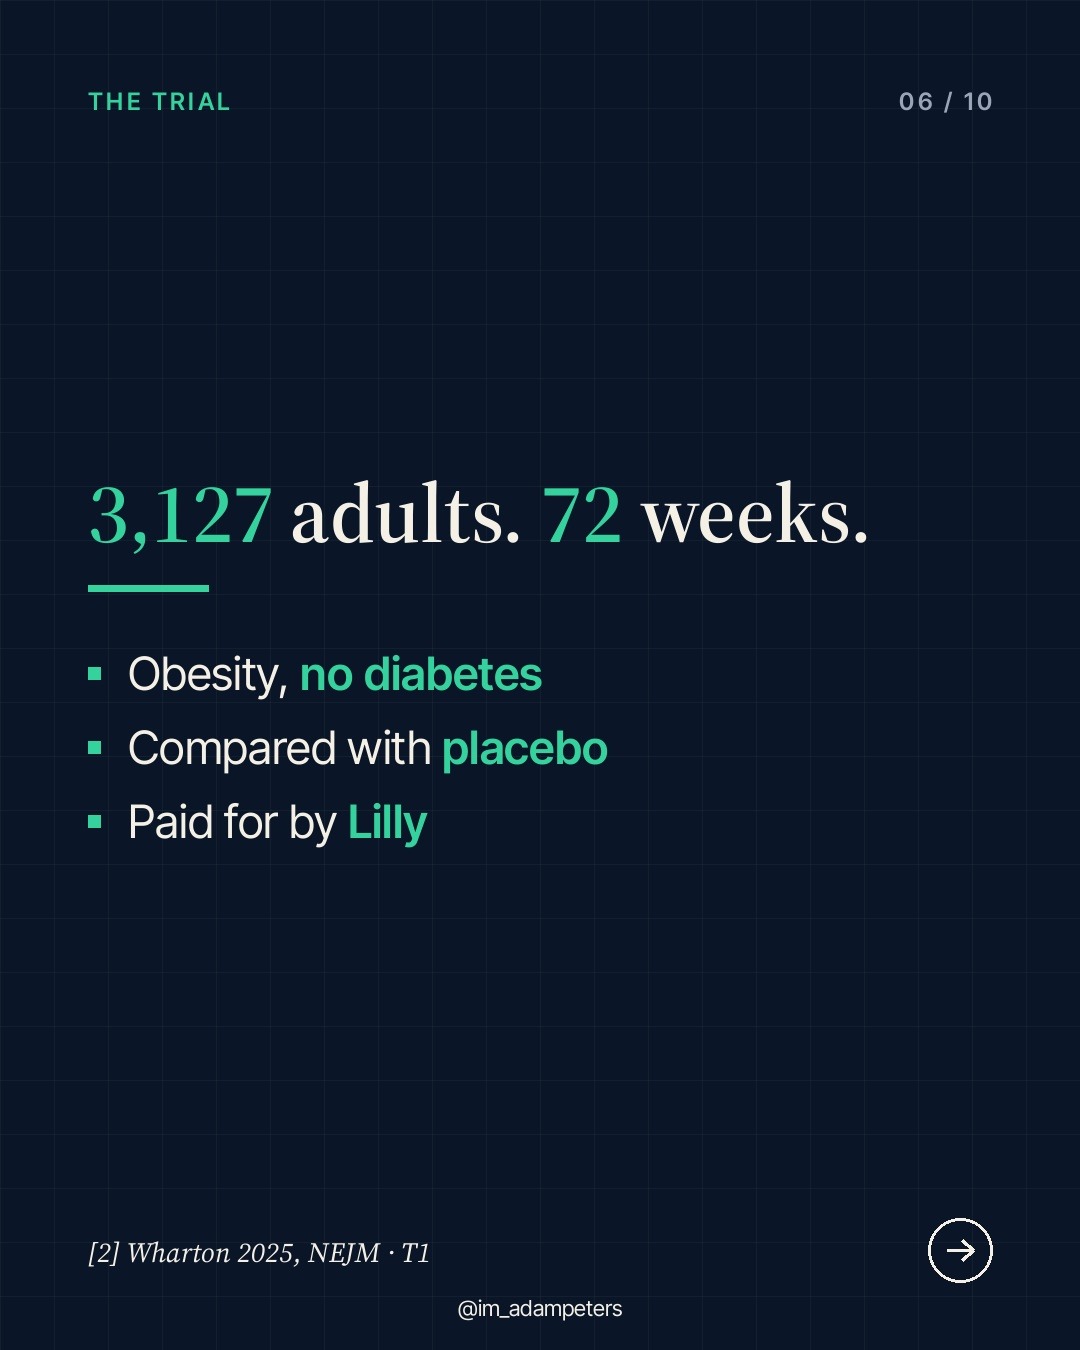 THE TRIAL
06 / 10
3,127 adults. 72 weeks.
Obesity, no diabetes
Compared with placebo
Paid for by Lilly
[2] Wharton 2025, NEJM · T1
@im_adampeters